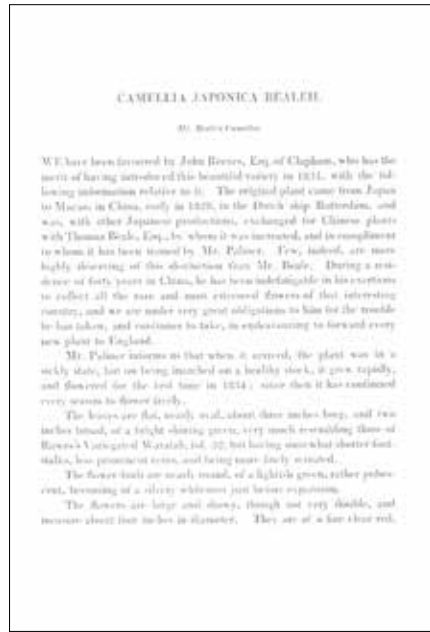 CAMELLIA JAPONICA BEALEII.
Mr. Beale's Camellia.
WE have been favoured by John Reeves, Esq. of Clapham, who has the
merit of having introduced this beautiful variety in 1831, with the fol-
lowing information relative to it. The original plant came from Japan
to Macao, in China, early in in the Dutch ship Rotterdam, and
was, with other Japanese productions, exchanged for Chinese plants
with Thomas Beale, Esq., by whom it was increased, and in compliment
to whom it has been named by Mr. Palmer. Few, indeed, are more
highly deserving of this distinction than Mr. Beale. During a resi-
dence of forty years in China, he has been indefatigable in his exertions
to collect all the rare and most esteemed flowers of that interesting
country, and we are under very great obligations to him for the trouble
he has taken, and continues to take, in endeavouring to forward every
new plant to England.
Mr. Palmer informs us that when it arrived, the plant was in a
sickly state, but on being inarched on a healthy stock, it grew rapidly,
and flowered for the first time in 1834; since then it has continued
every season to flower freely.
The leaves are flat, nearly oval, about three inches long, and two
inches broad, of a bright shining green, very much resembling those of
Variegated Waratah, but having somewhat shorter foot-
stalks, less prominent veins, and being more finely serrated.
The flower-buds are nearly round, of a lightish green, rather pubes-
cent, becoming of a silvery whiteness just before expansion.
The flowers are large and showy, though not very double, and
measure about four inches in diameter. They are of a fine clear red,